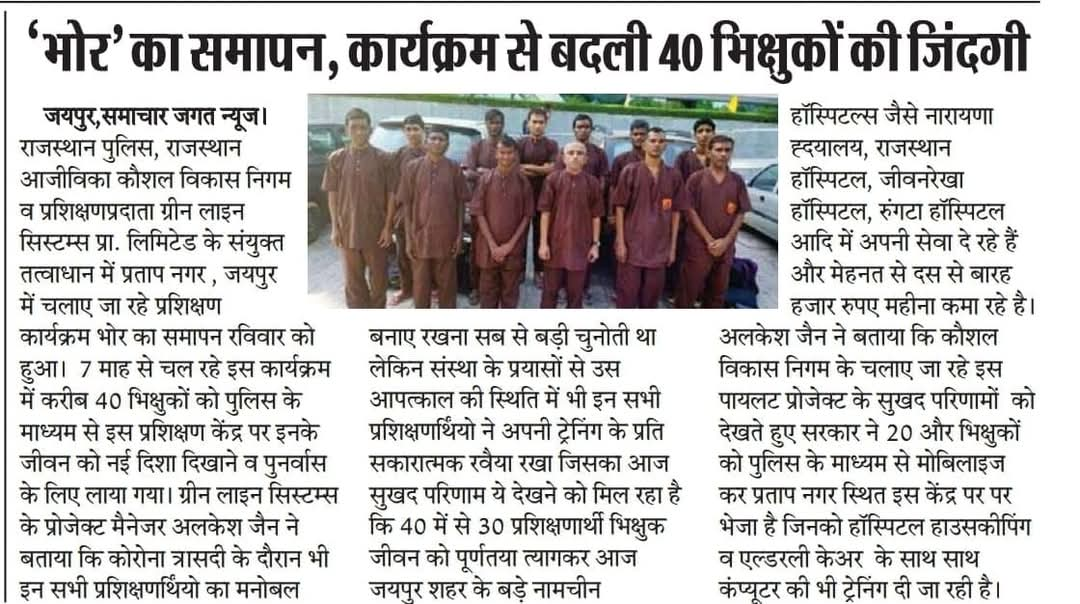 ‘भोर’ का समापन, कार्यक्रम से बदली 40 भिक्षुकों की जिंदगी
जयपुर,समाचार जगत न्यूज।
राजस्थान पुलिस, राजस्थान
आजीविका कौशल विकास निगम
व प्रशिक्षणप्रदाता ग्रीन लाइन
सिस्टम्स प्रा. लिमिटेड के संयुक्त
तत्वाधान में प्रताप नगर , जयपुर
में चलाए जा रहे प्रशिक्षण
कार्यक्रम भोर का समापन रविवार को
हुआ। 7 माह से चल रहे इस कार्यक्रम
में करीब 40 भिक्षुकों को पुलिस के
माध्यम से इस प्रशिक्षण केंद्र पर इनके
जीवन को नई दिशा दिखाने व पुनर्वास
के लिए लाया गया। ग्रीन लाइन सिस्टम्स
के प्रोजेक्ट मैनेजर अलकेश जैन ने
बताया कि कोरोना त्रासदी के दौरान भी
इन सभी प्रशिक्षणर्थियो का मनोबल
बनाए रखना सब से बड़ी चुनोती था
लेकिन संस्था के प्रयासों से उस
आपत्काल की स्थिति में भी इन सभी
प्रशिक्षणर्थियो ने अपनी ट्रेनिंग के प्रति
सकारात्मक रवैया रखा जिसका आज
सुखद परिणाम ये देखने को मिल रहा है
कि 40 में से 30 प्रशिक्षणार्थी भिक्षुक
जीवन को पूर्णतया त्यागकर आज
जयपुर शहर के बड़े नामचीन
हॉस्पिटल्स जैसे नारायणा
ह्दयालय, राजस्थान
हॉस्पिटल, जीवनरेखा
हॉस्पिटल, रुंगटा हॉस्पिटल
आदि में अपनी सेवा दे रहे हैं
और मेहनत से दस से बारह
हजार रुपए महीना कमा रहे है।
अलकेश जैन ने बताया कि कौशल
विकास निगम के चलाए जा रहे इस
पायलट प्रोजेक्ट के सुखद परिणामों को
देखते हुए सरकार ने 20 और भिक्षुकों
को पुलिस के माध्यम से मोबिलाइज
कर प्रताप नगर स्थित इस केंद्र पर पर
भेजा है जिनको हॉस्पिटल हाउसकीपिंग
व एल्डरली केअर के साथ साथ
कंप्यूटर की भी ट्रेनिंग दी जा रही है।